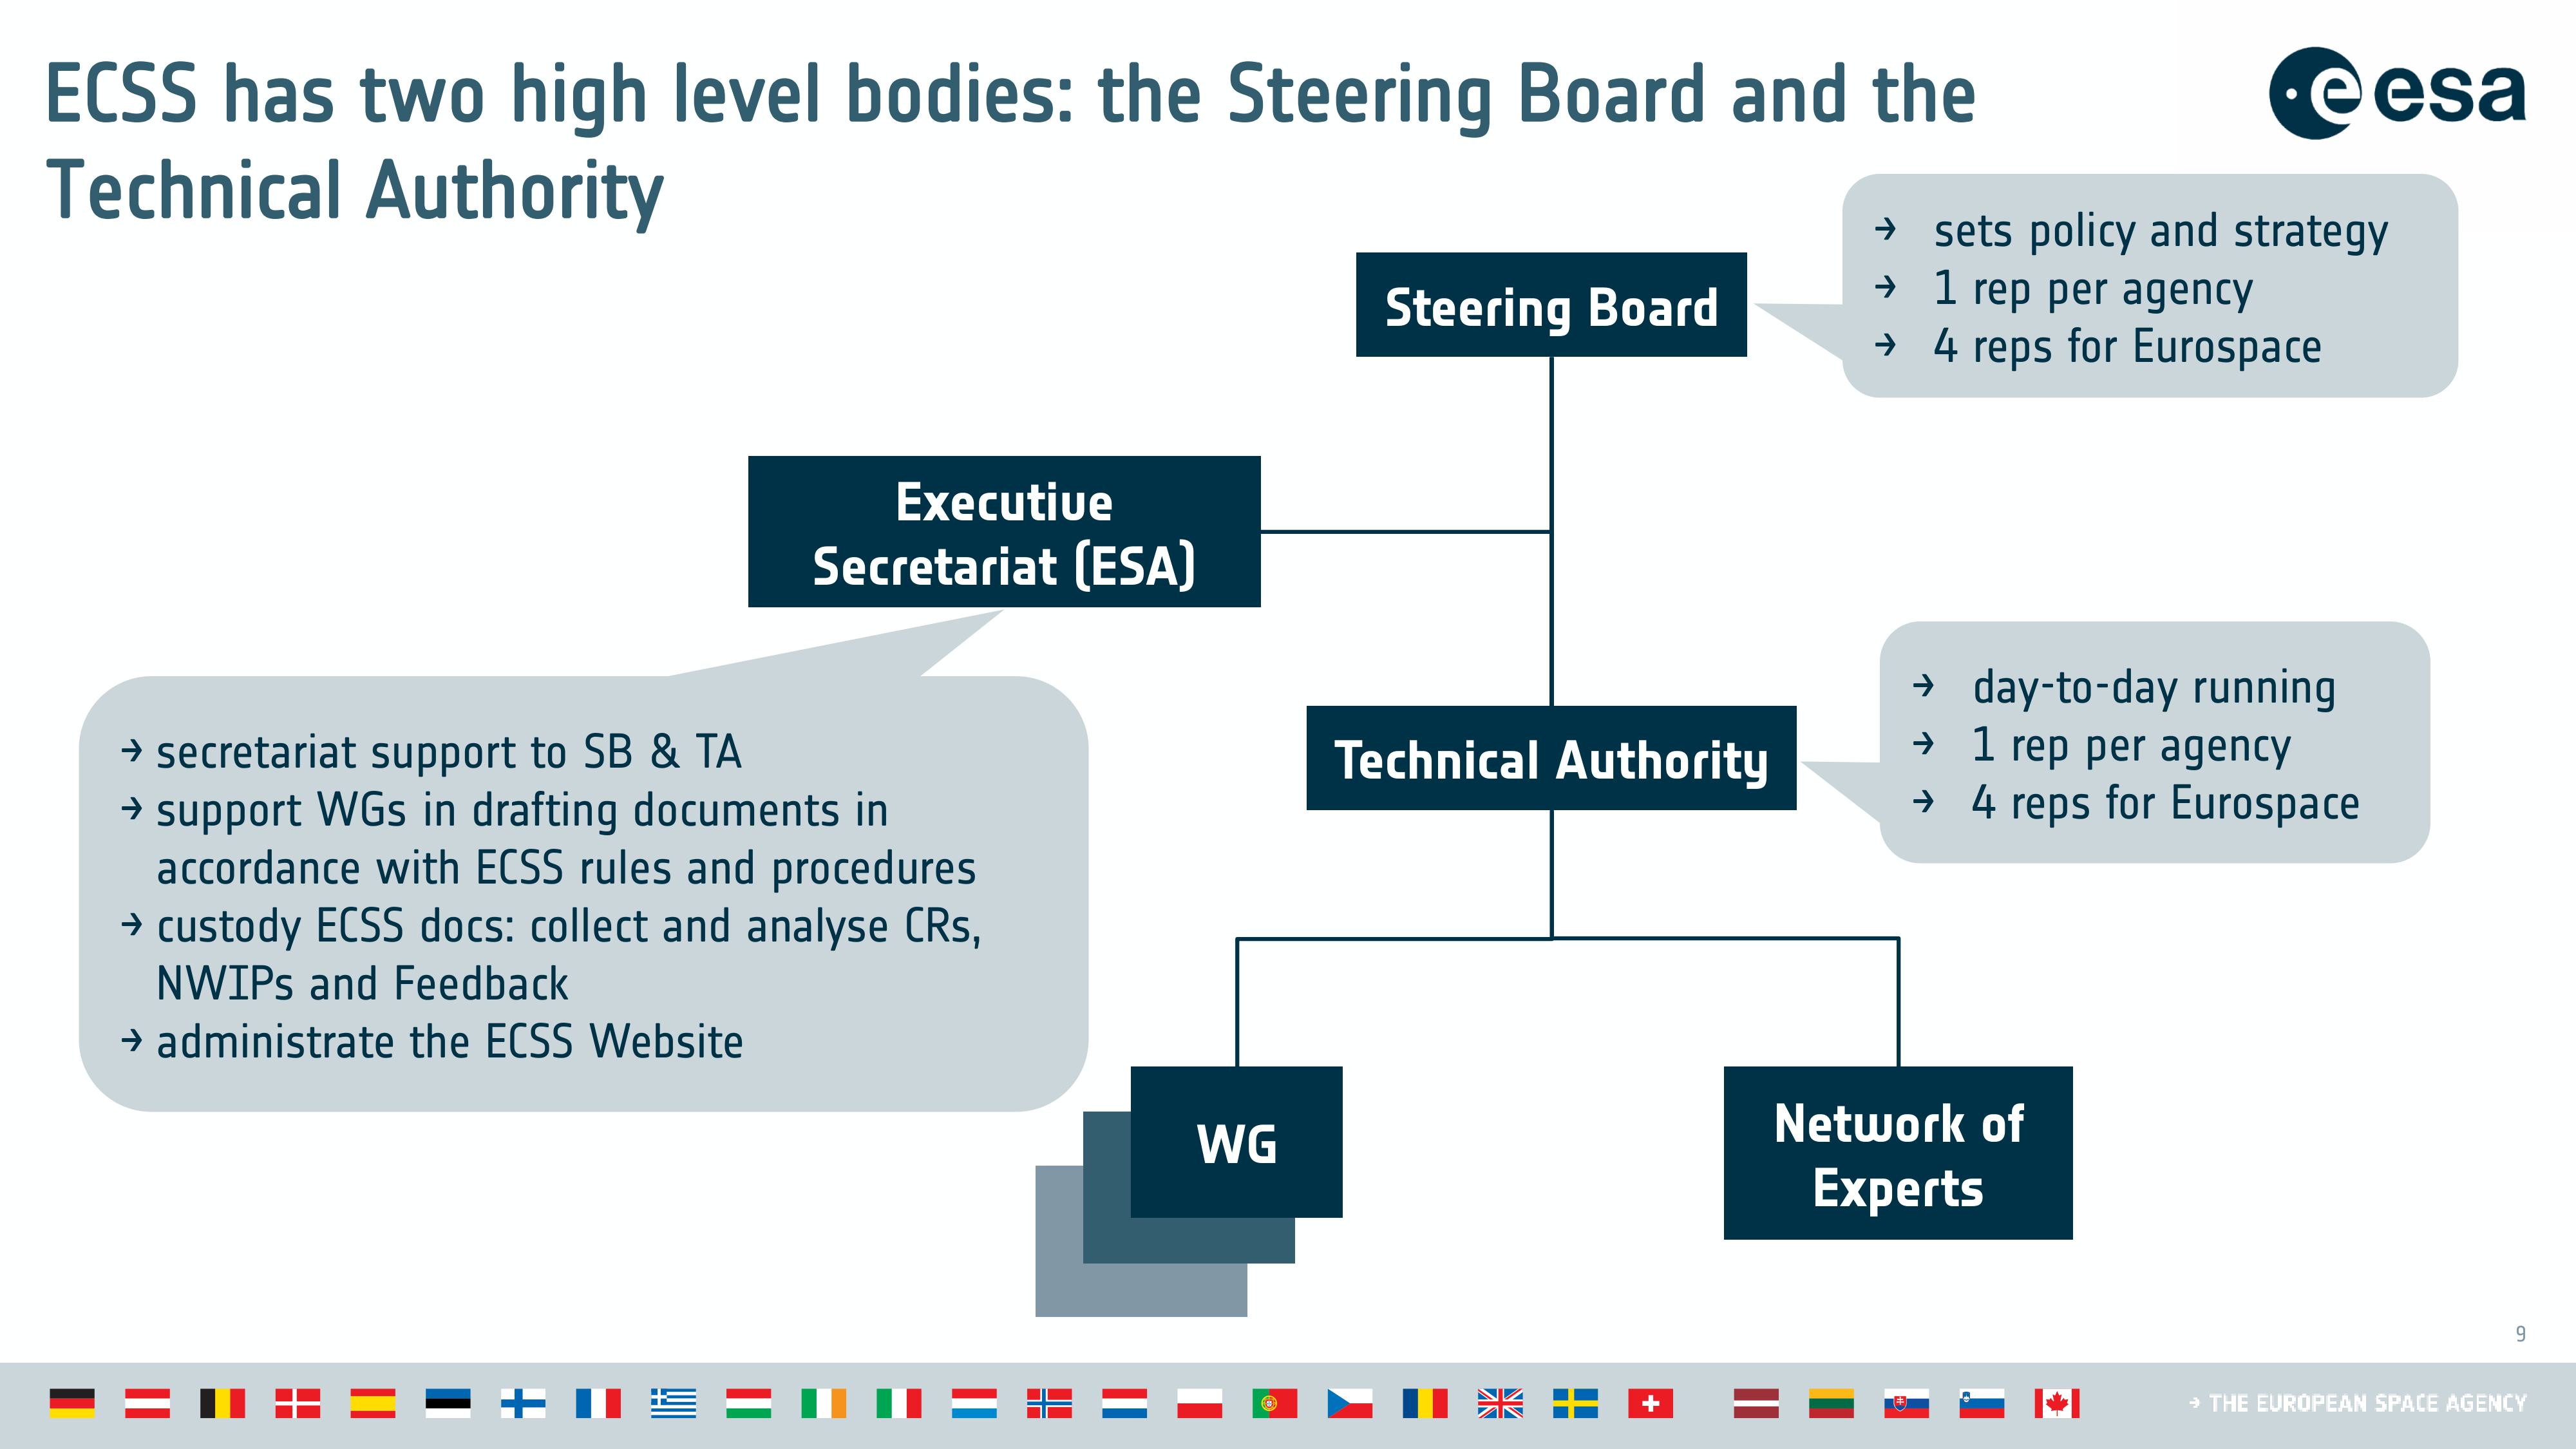 ECSS has two high level bodies: the Steering Board and the
Technical Authority
esa
→ sets policy and strategy
→ 1 rep per agency
→ 4 reps for Eurospace
Steering Board
Executive
Secretariat (ESA)
→ day-to-day running
→ 1 rep per agency
→ 4 reps for Eurospace
Technical Authority
→ secretariat support to SB & TA
→ support WGs in drafting documents in
accordance with ECSS rules and procedures
→ custody ECSS docs: collect and analyse CRs,
NWIPs and Feedback
→ administrate the ECSS Website
WG
Network of
Experts
9
→ THE EUROPEAN SPACE AGENCY